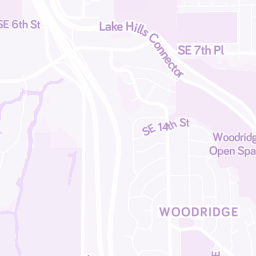 SE 6th St
Lake Hills Connector
SE 7th Pl
SE 14th St
Woodridg
Open Spa
WOODRIDGE